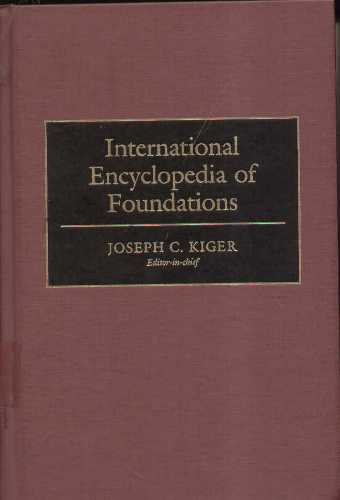 International
Encyclopedia of
Foundations
JOSEPH C. KIGER
Editor-in-chief